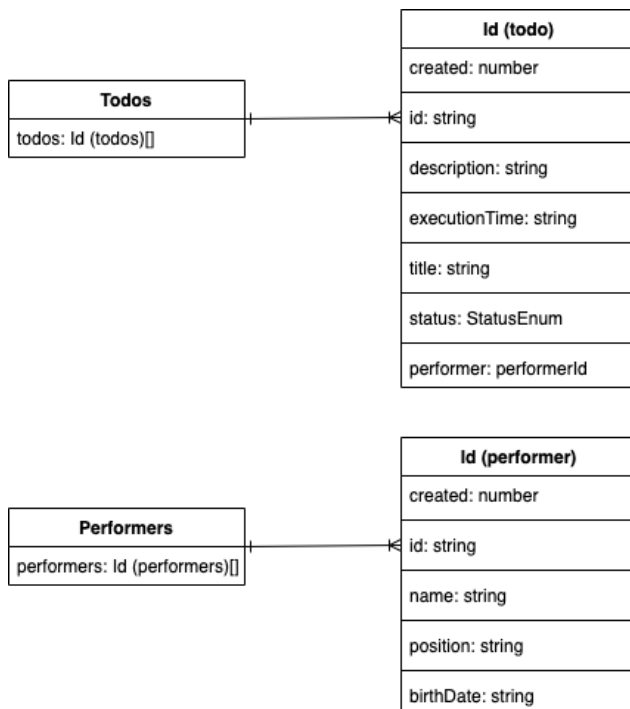 Id (todo)
created: number
Todos
todos: Id (todos)[]
id: string
description: string
executionTime: string
title: string
status: StatusEnum
performer: performerId
Id (performer)
created: number
Performers
performers: Id (performers)[]
id: string
name: string
position: string
birthDate: string